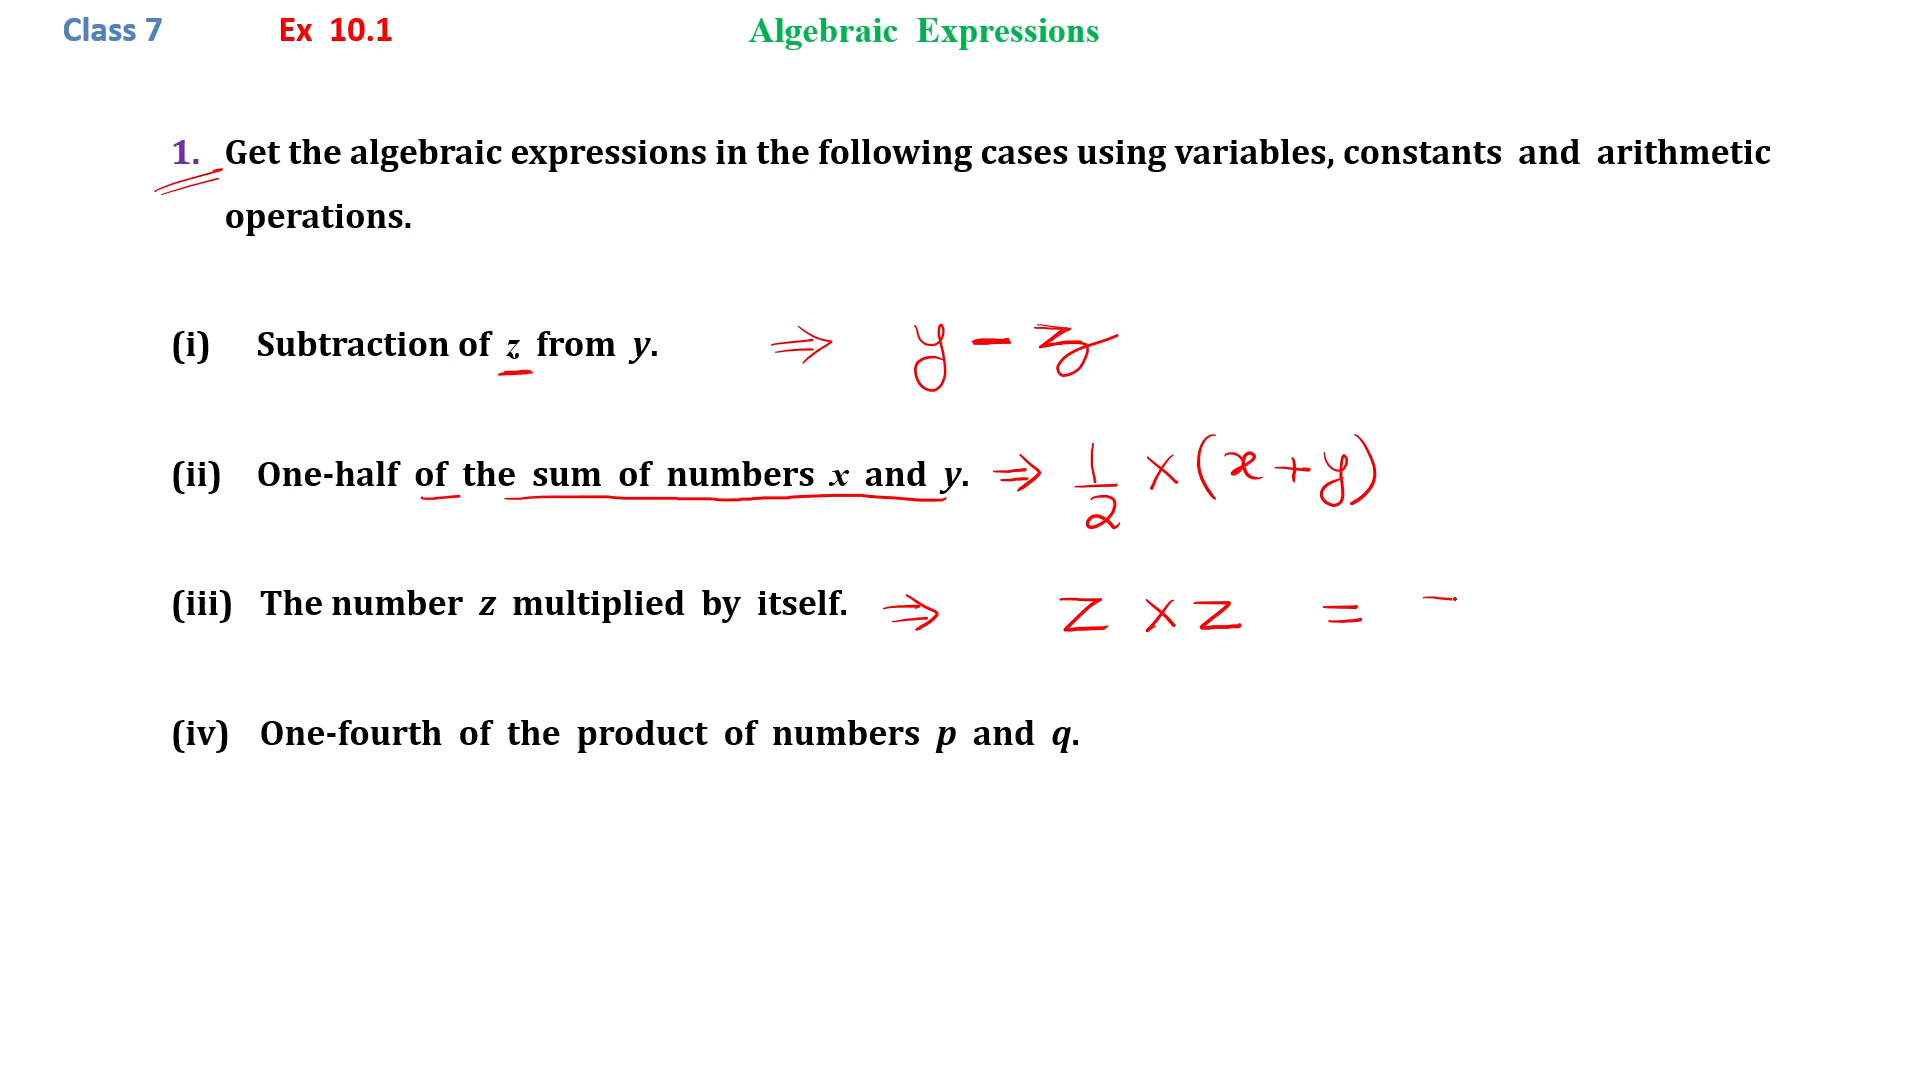 Class 7 Ex 10.1 Algebraic Expressions
1. Get the algebraic expressions in the following cases using variables, constants and arithmetic
operations.
(i) Subtraction of z from y. ⇒ y − z
(ii) One-half of the sum of numbers x and y. ⇒ 1/2 × (x + y)
(iii) The number z multiplied by itself. ⇒ z × z =
(iv) One-fourth of the product of numbers p and q.